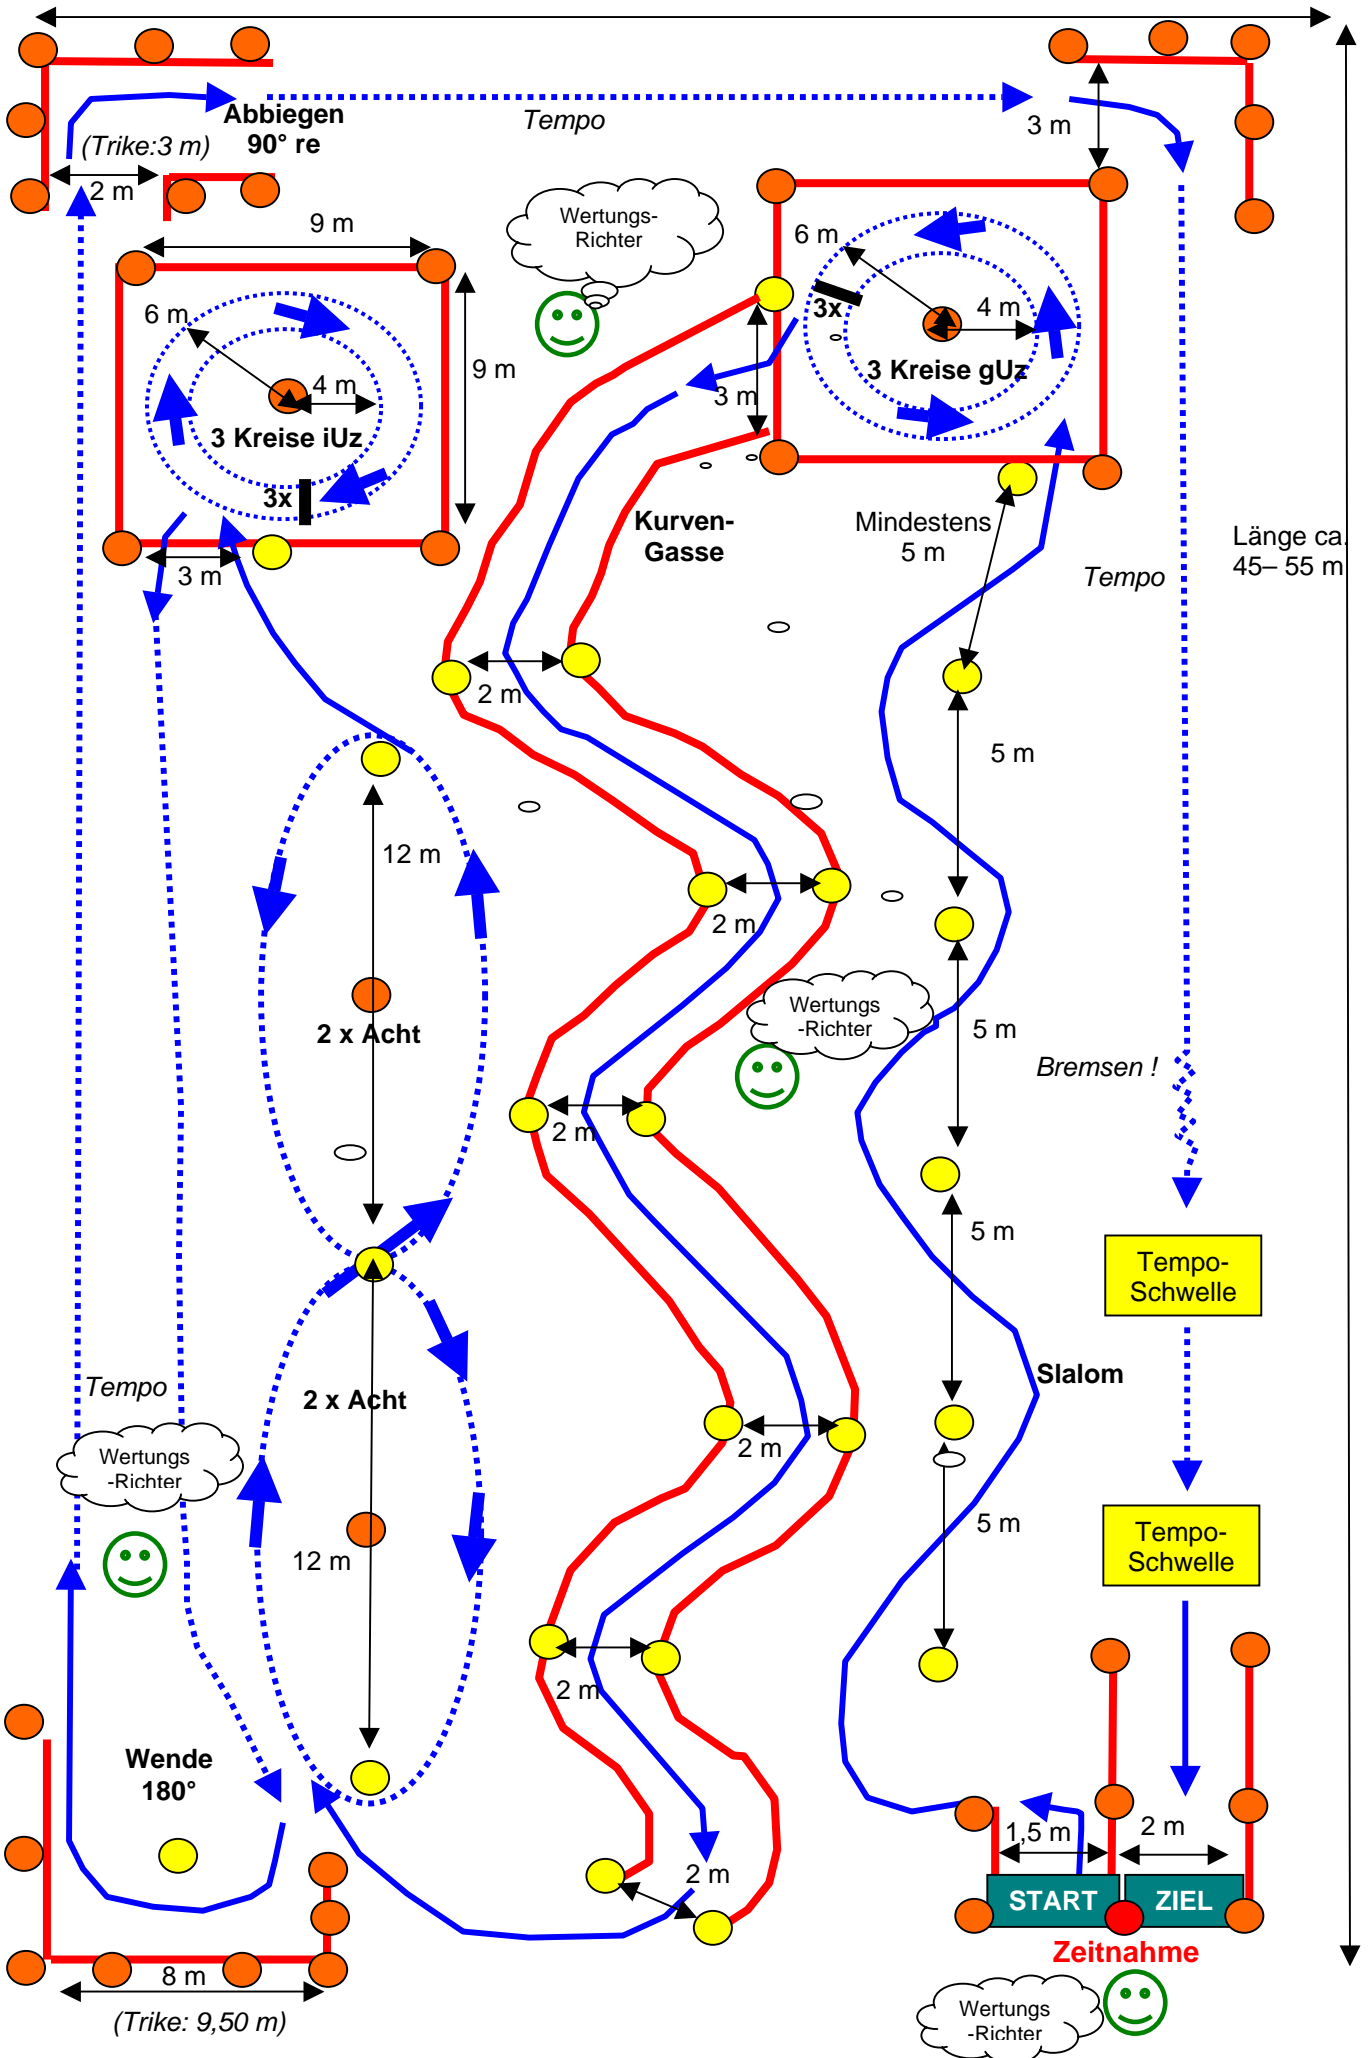 Abbiegen
90° re
Tempo
3 m
(Trike:3 m)
2 m
Wertungs-
Richter
9 m
6 m
6 m
3x
4 m
3 Kreise gUz
9 m
4 m
3 Kreise iUz
3x
3 m
3 m
Kurven-
Gasse
Mindestens
5 m
Länge ca.
45– 55 m
Tempo
2 m
5 m
12 m
2 m
Wertungs
-Richter
5 m
2 x Acht
Bremsen !
2 m
5 m
Tempo-
Schwelle
Tempo
2 x Acht
Slalom
2 m
Wertungs
-Richter
5 m
Tempo-
Schwelle
12 m
2 m
Wende
180°
1,5 m
2 m
2 m
START
ZIEL
Zeitnahme
8 m
(Trike: 9,50 m)
Wertungs
-Richter